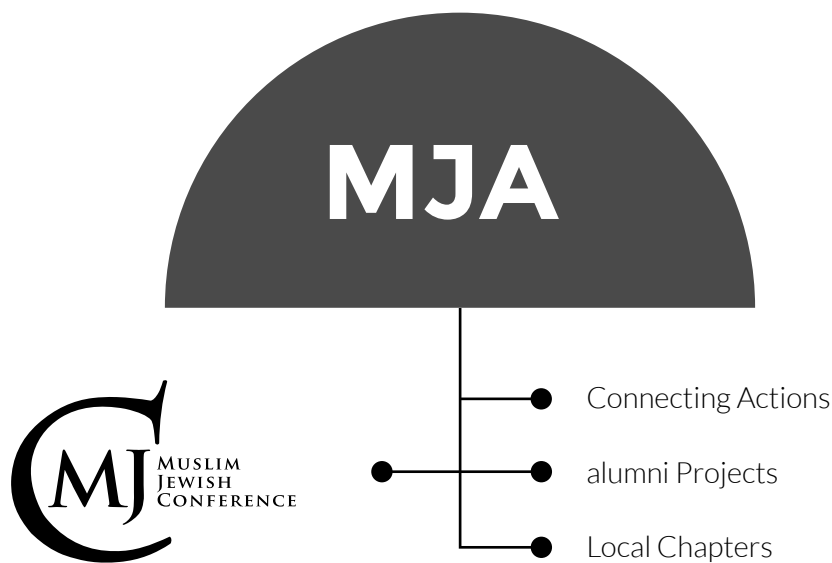 MJA
Connecting Actions
MJ
MUSLIM
JEWISH
CONFERENCE
alumni Projects
Local Chapters